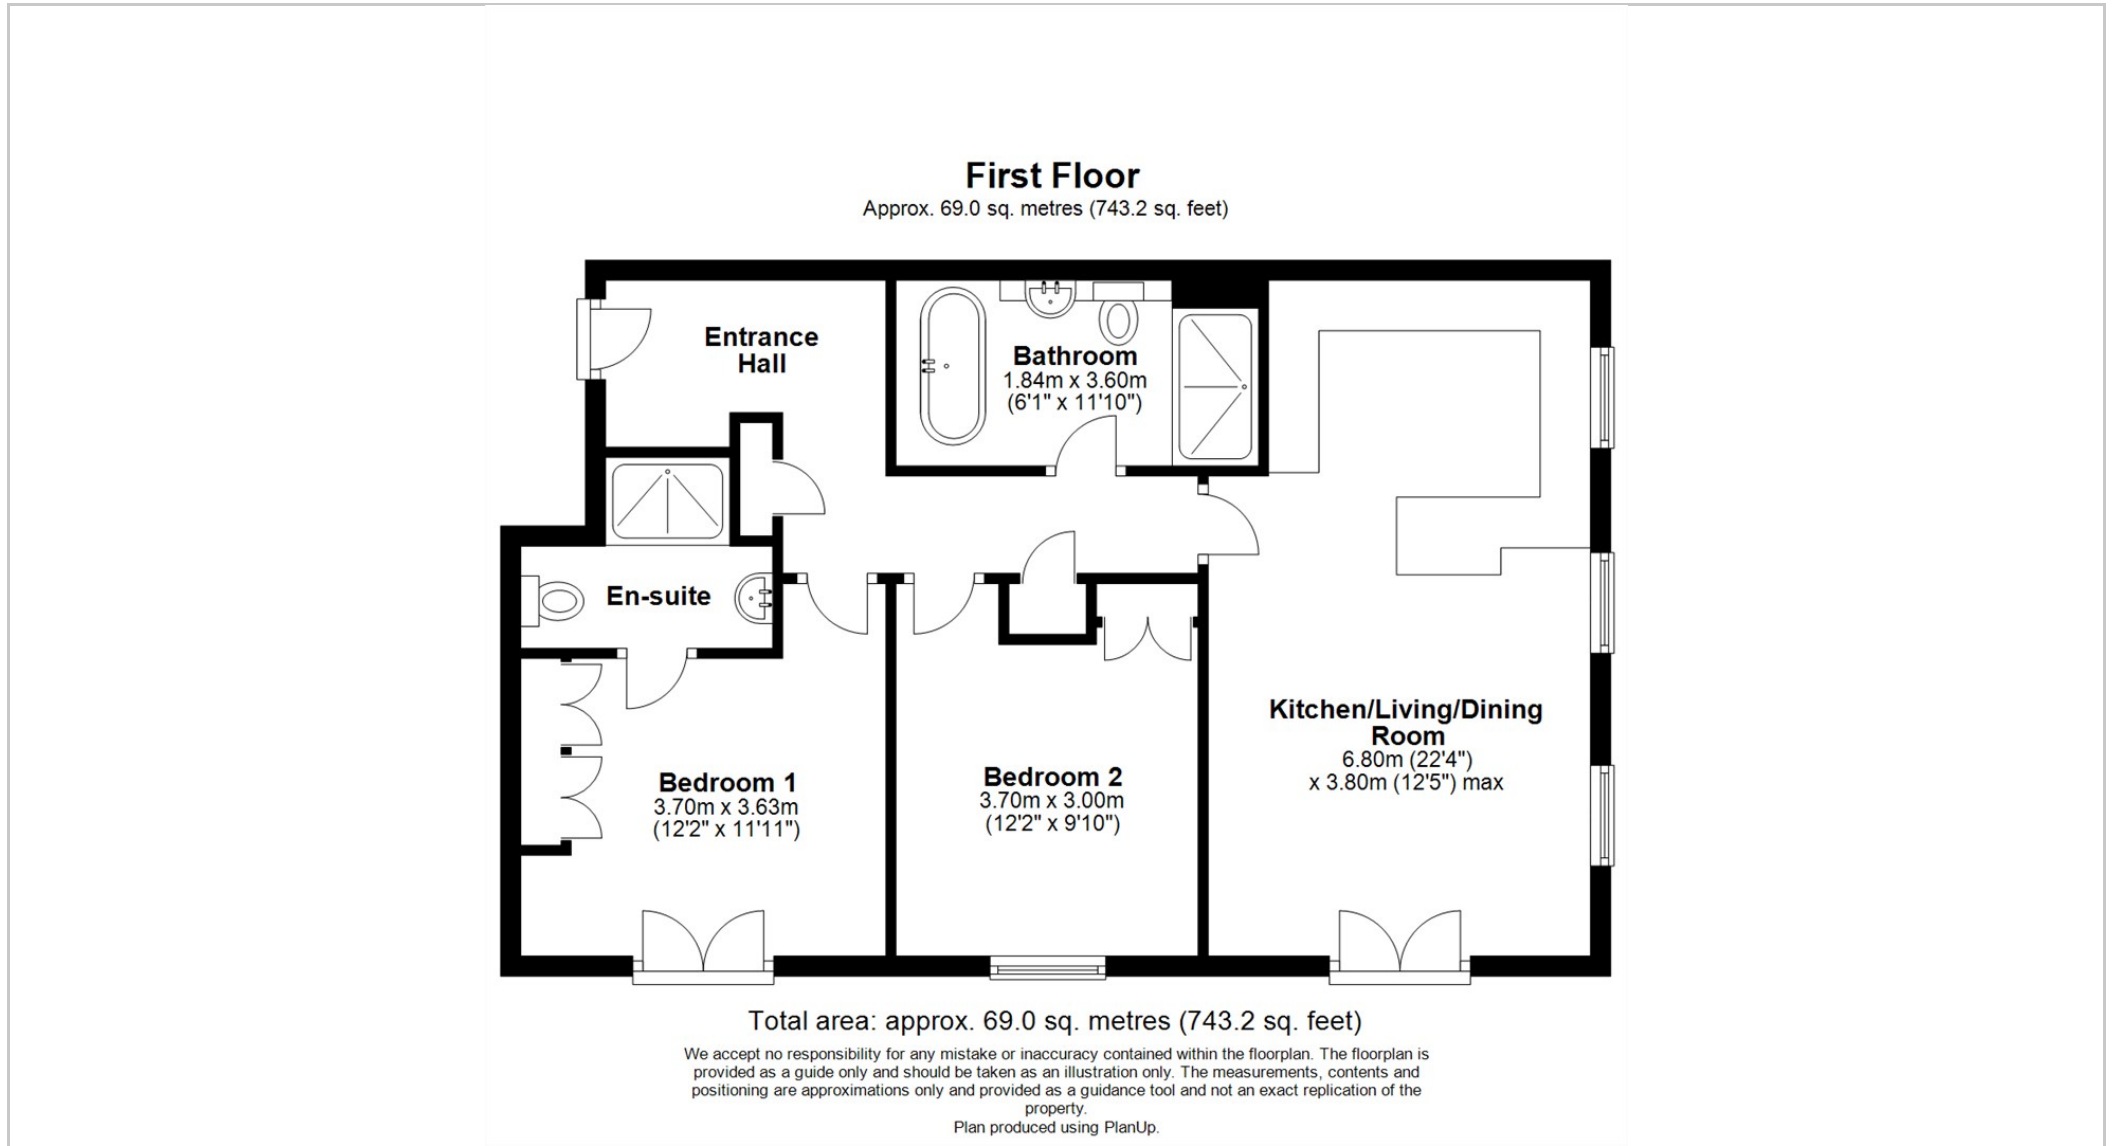 First Floor
Approx. 69.0 sq. metres (743.2 sq. feet)
Entrance
Hall
Bathroom
1.84m x 3.60m
(6'1" x 11'10")
En-suite
Bedroom 1
3.70m x 3.63m
(12'2" x 11'11")
Bedroom 2
3.70m x 3.00m
(12'2" x 9'10")
Kitchen/Living/Dining
Room
6.80m (22'4")
x 3.80m (12'5") max
Total area: approx. 69.0 sq. metres (743.2 sq. feet)
We accept no responsibility for any mistake or inaccuracy contained within the floorplan. The floorplan is
provided as a guide only and should be taken as an illustration only. The measurements, contents and
positioning are approximations only and provided as a guidance tool and not an exact replication of the
property.
Plan produced using PlanUp.